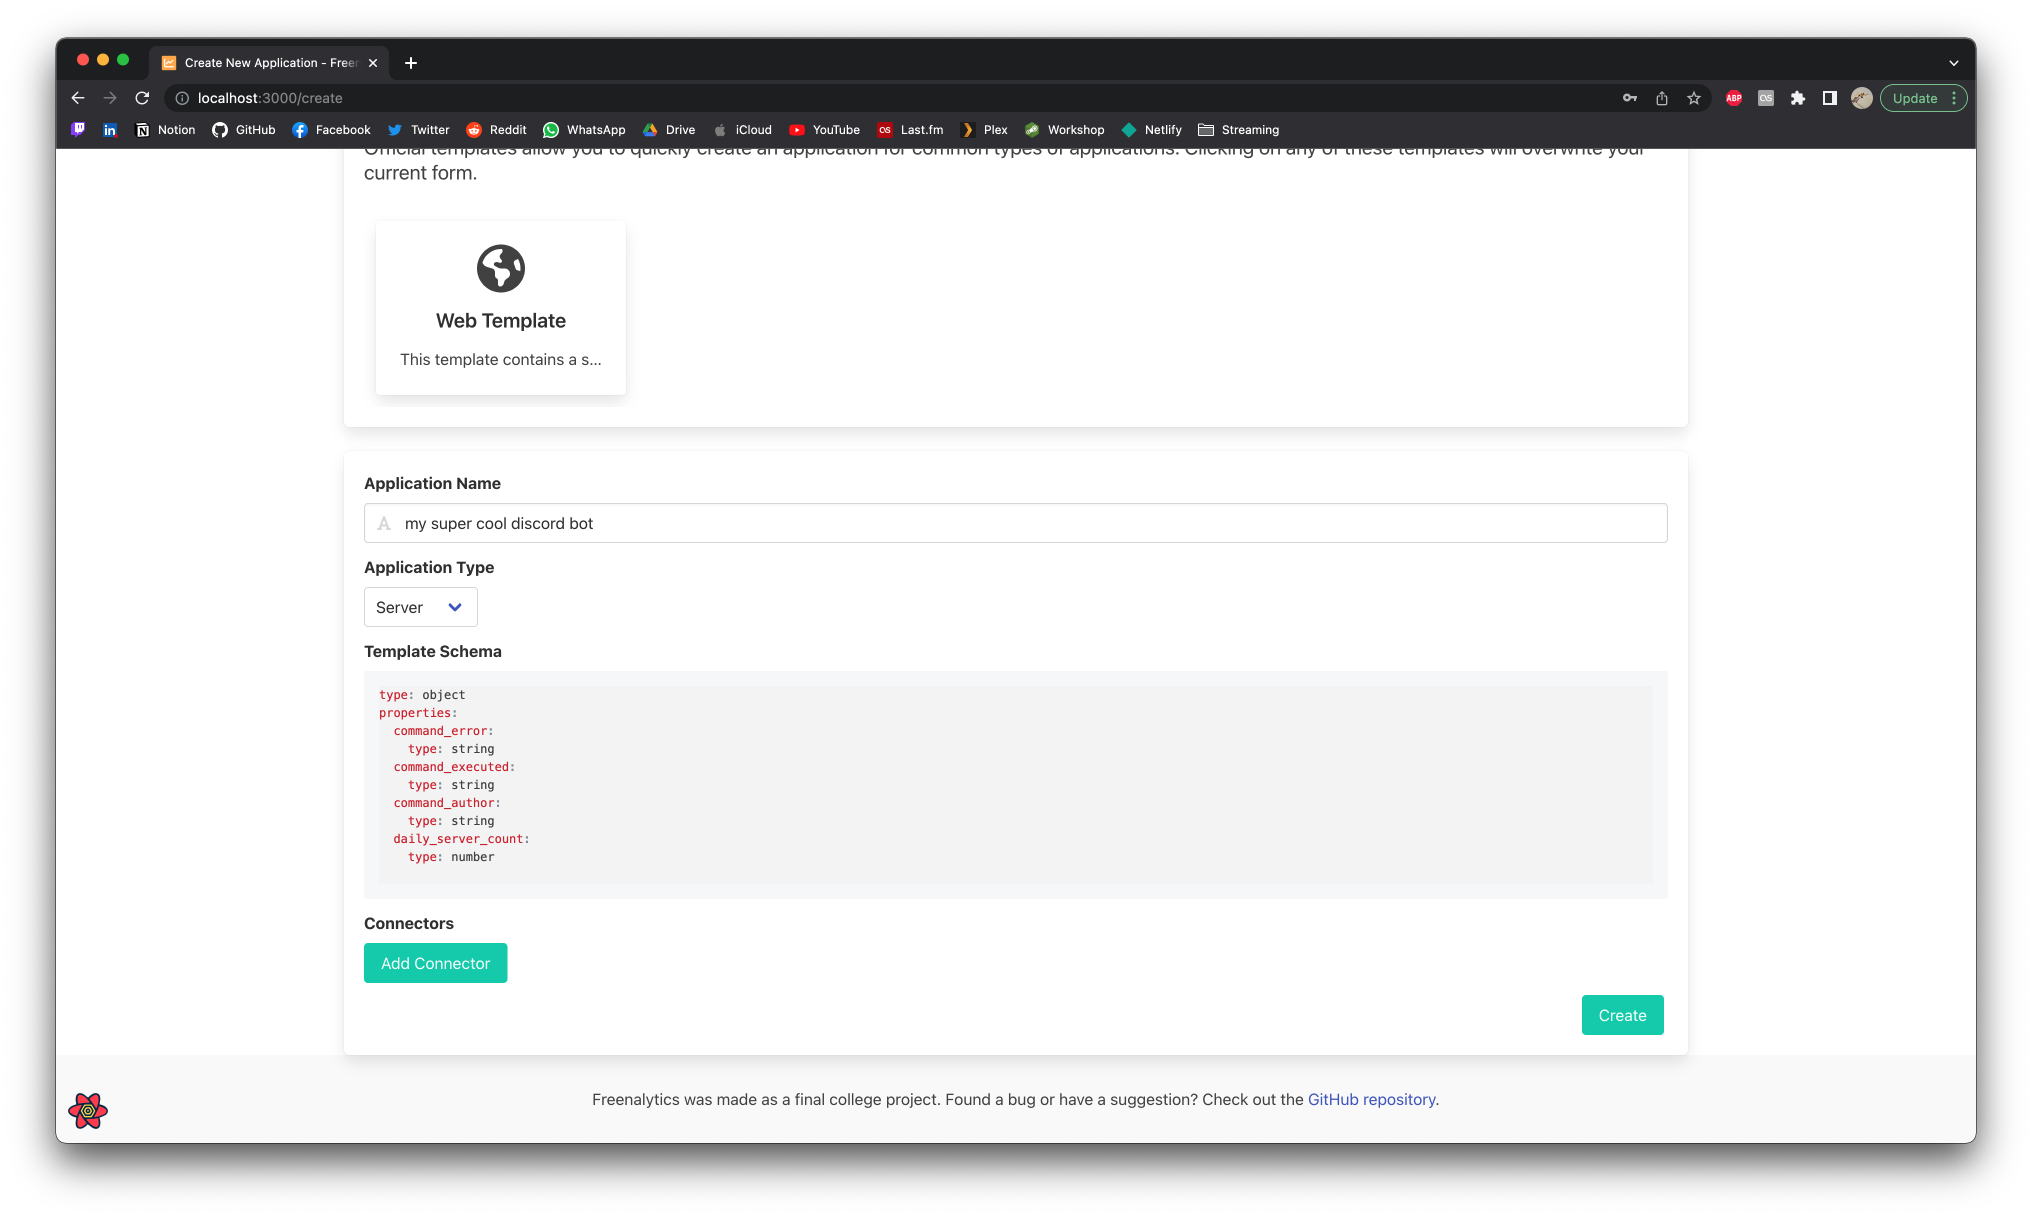 Create New Application - Freer
localhost:3000/create
ABP
Update
Notion GitHub Facebook Twitter Reddit WhatsApp Drive iCloud YouTube Last.fm Plex Workshop Netlify Streaming
Official templates allow you to quickly create an application for common types of applications. Clicking on any of these templates will overwrite your
current form.
Web Template
This template contains a s...
Application Name
my super cool discord bot
Application Type
Server
Template Schema
type: object
properties:
  command_error:
    type: string
  command_executed:
    type: string
  command_author:
    type: string
  daily_server_count:
    type: number
Connectors
Add Connector
Create
Freenalytics was made as a final college project. Found a bug or have a suggestion? Check out the GitHub repository.